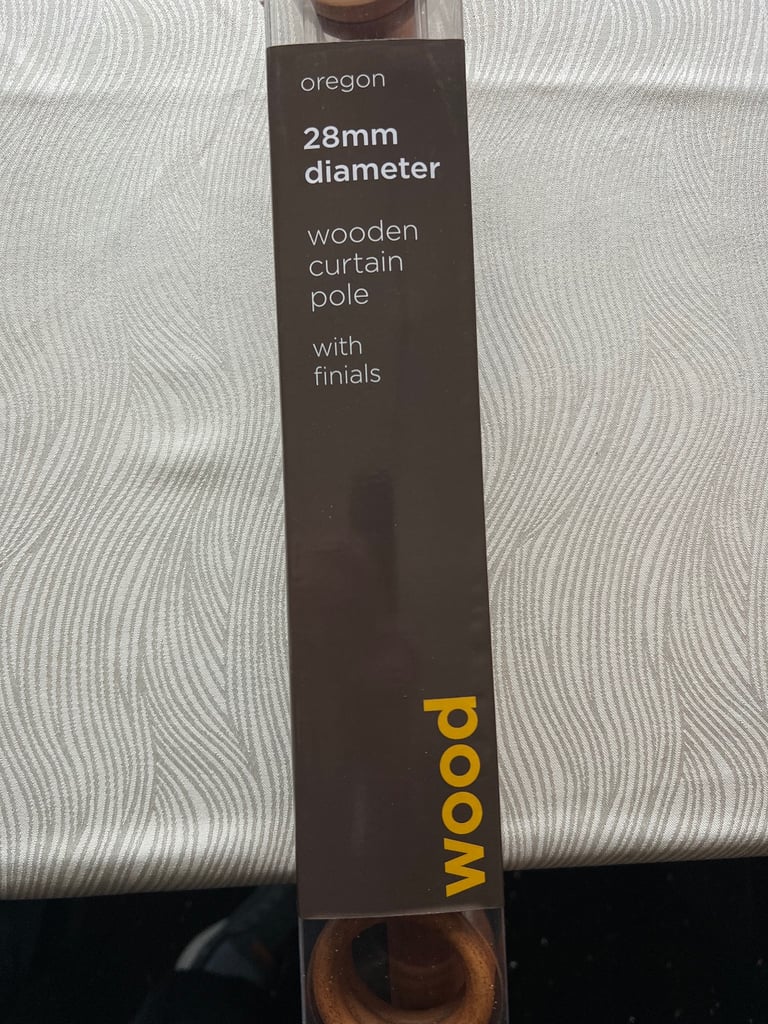 oregon
28mm
diameter
wooden
curtain
pole
with
finials
wood